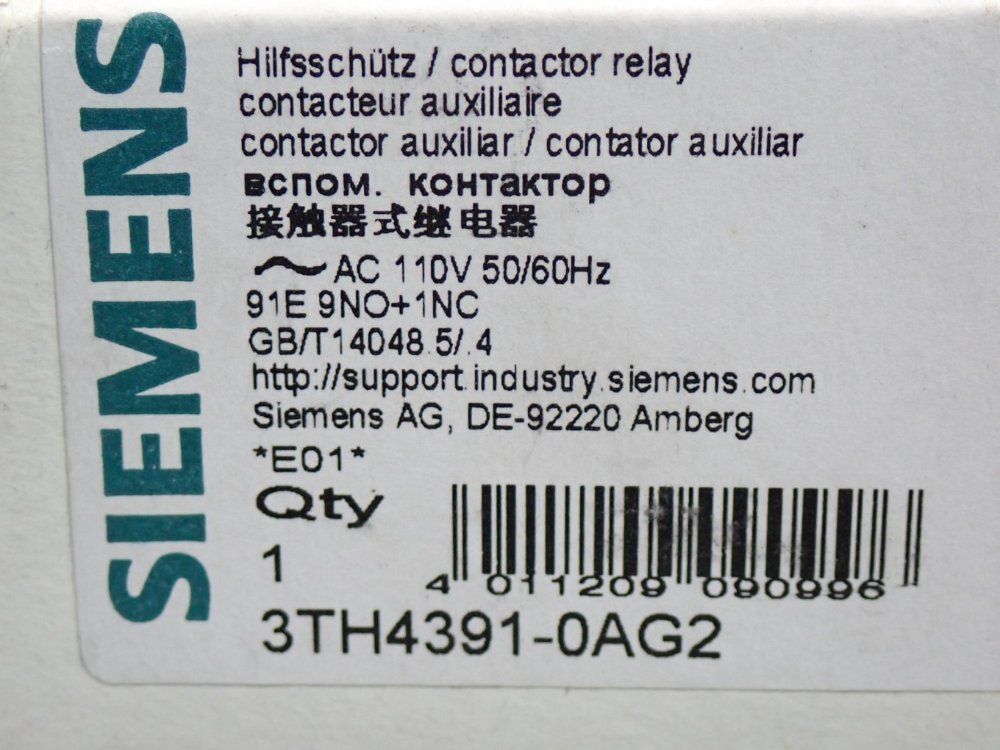 SIEMENS
Hilfsschütz / contactor relay
contacteur auxiliaire
contactor auxiliar / contator auxiliar
вспом. контактор
接触器式继电器
AC 110V 50/60Hz
91E 9NO+1NC
GB/T14048.5/.4
http://support.industry.siemens.com
Siemens AG, DE-92220 Amberg
*E01*
Qty
1
4 011209 090996
3TH4391-0AG2